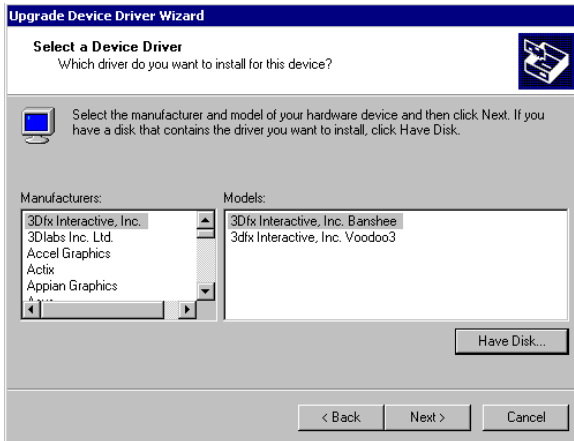 Upgrade Device Driver Wizard
Select a Device Driver
Which driver do you want to install for this device?
Select the manufacturer and model of your hardware device and then click Next. If you
have a disk that contains the driver you want to install, click Have Disk.
Manufacturers:
3Dfx Interactive, Inc.
3Dlabs Inc. Ltd.
Accel Graphics
Actix
Appian Graphics
Models:
3Dfx Interactive, Inc. Banshee
3dfx Interactive, Inc. Voodoo3
Have Disk...
< Back
Next >
Cancel